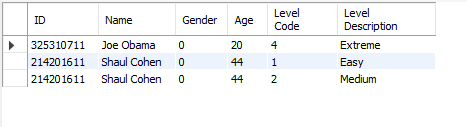 ID Name Gender Age Level Code Level Description
325310711 Joe Obama 0 20 4 Extreme
214201611 Shaul Cohen 0 44 1 Easy
214201611 Shaul Cohen 0 44 2 Medium